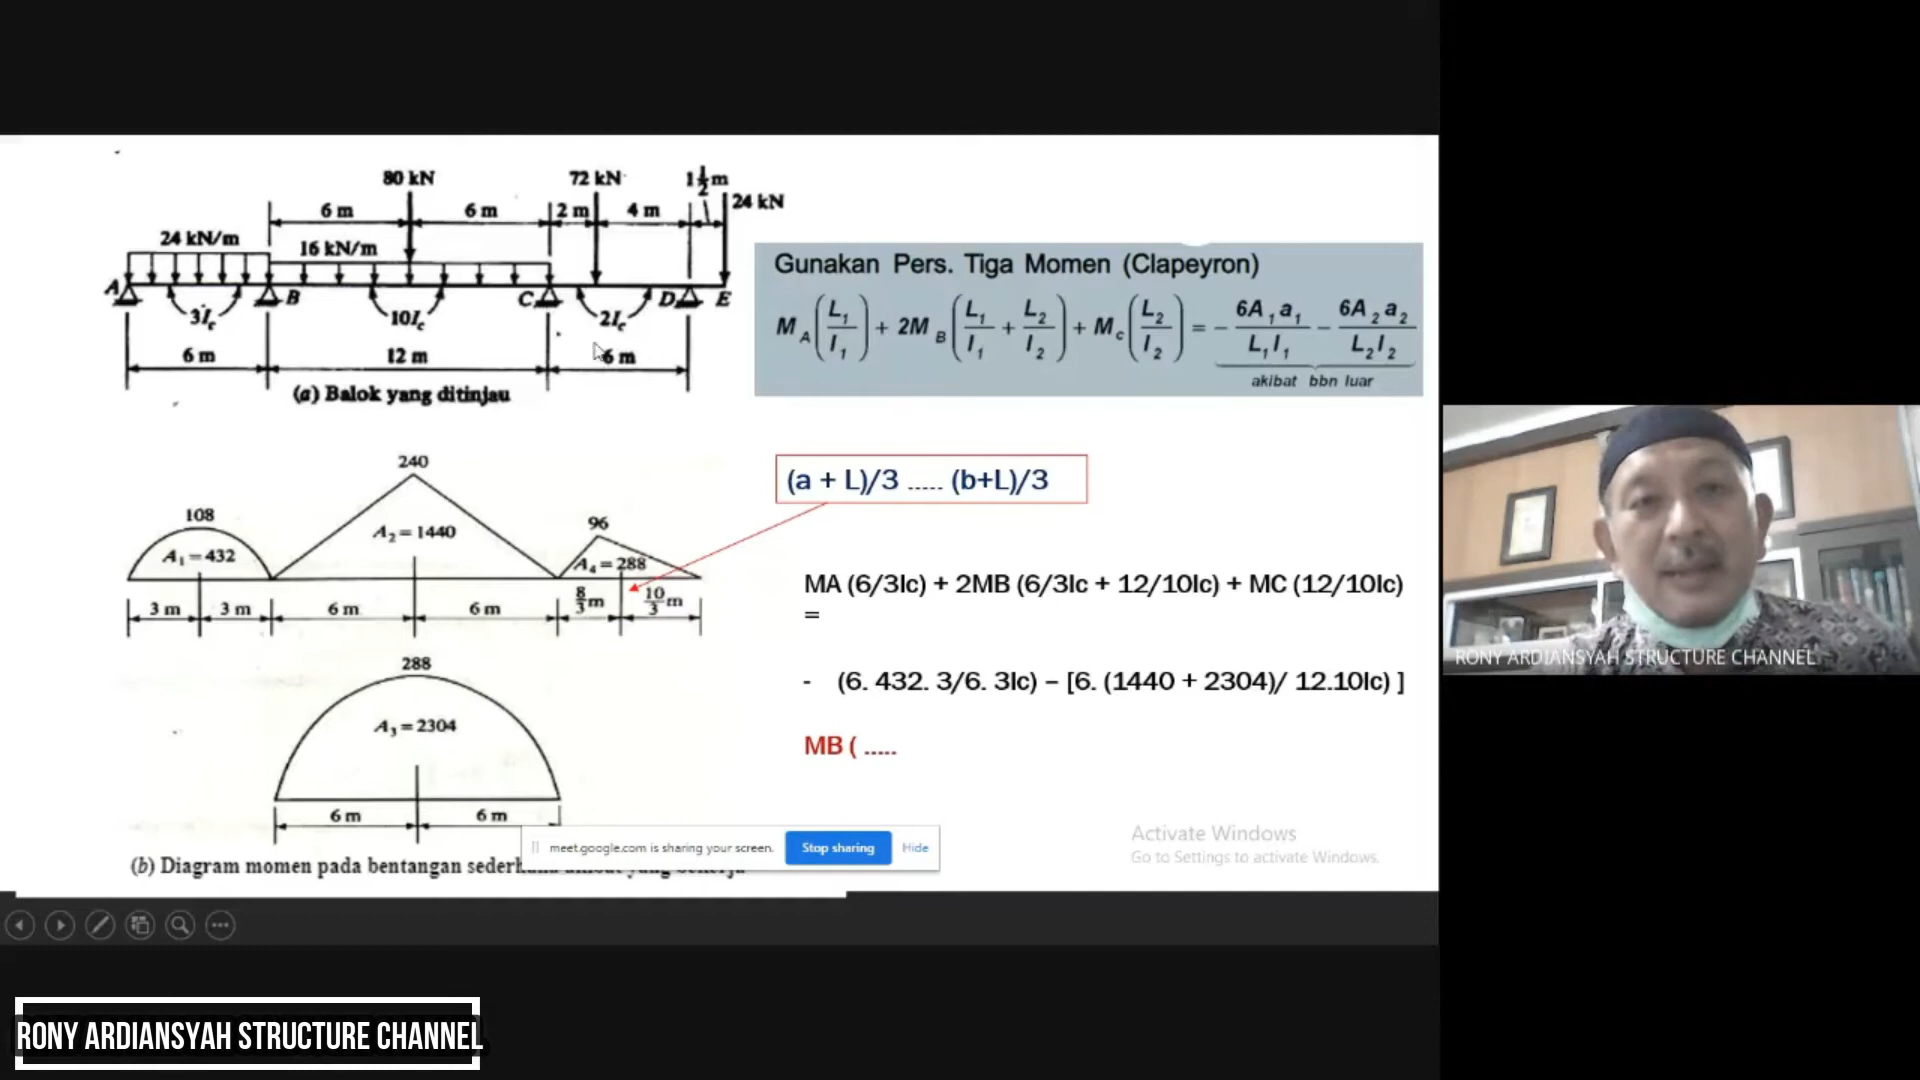 80 kN 72 kN 1½ m
24 kN
6 m 6 m 2 m 4 m
24 kN/m
16 kN/m
A B C D E
3Ic 10Ic 2Ic
6 m 12 m 6 m
(a) Balok yang ditinjau
Gunakan Pers. Tiga Momen (Clapeyron)
M_A (L₁/I₁) + 2M_B (L₁/I₁ + L₂/I₂) + M_c (L₂/I₂) = - 6A₁a₁/L₁I₁ - 6A₂a₂/L₂I₂
akibat bbn luar
240
108 96
A₂ = 1440
A₁ = 432 A₄ = 288
3 m 3 m 6 m 6 m 8/3 m 10/3 m
288
A₃ = 2304
6 m 6 m
(b) Diagram momen pada bentangan
(a + L)/3 ..... (b+L)/3
MA (6/3Ic) + 2MB (6/3Ic + 12/10Ic) + MC (12/10Ic)
=
- (6. 432. 3/6. 3Ic) – [6. (1440 + 2304)/ 12.10Ic) ]
MB ( .....
meet.google.com is sharing your screen. Stop sharing Hide
Activate Windows
Go to Settings to activate Windows.
RONY ARDIANSYAH STRUCTURE CHANNEL
RONY ARDIANSYAH STRUCTURE CHANNEL